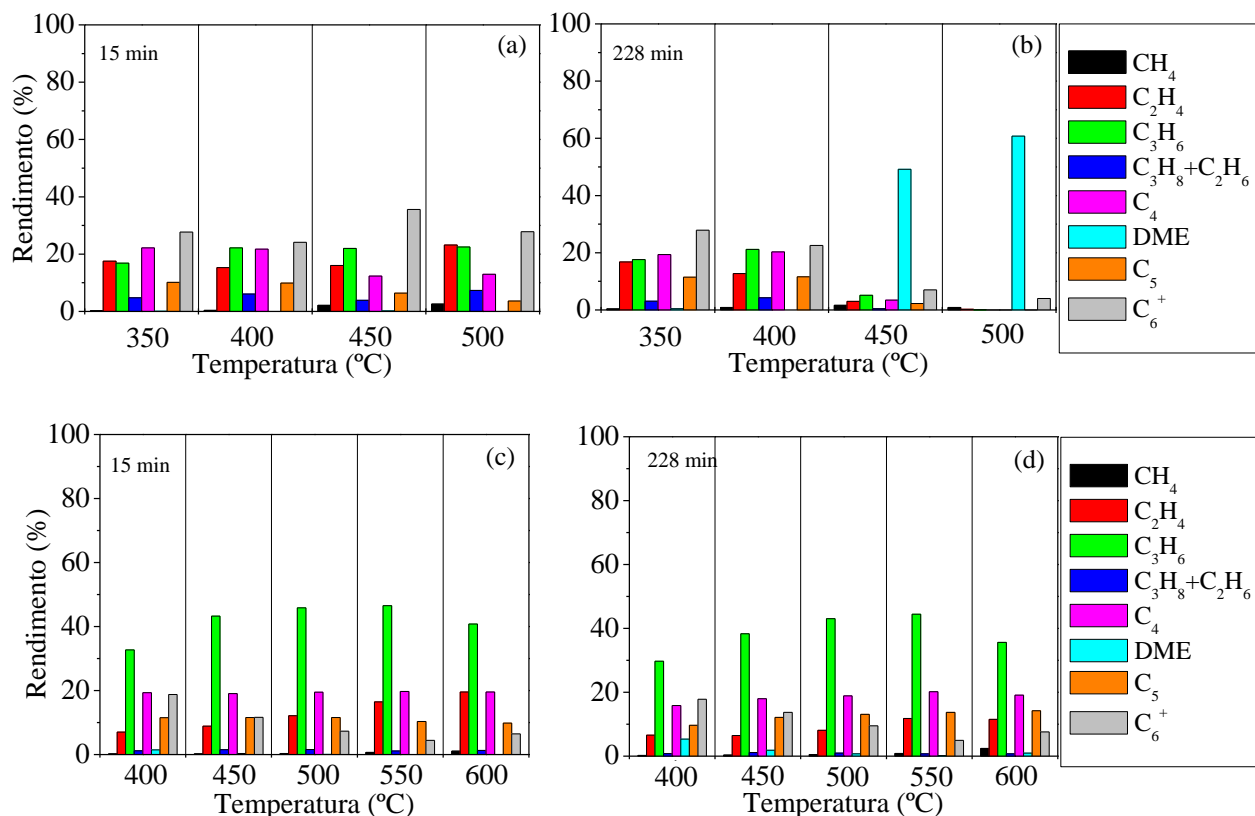 100
80
60
40
20
0
Rendimento (%)
15 min
(a)
350 400 450 500
Temperatura (ºC)
100
80
60
40
20
0
228 min
(b)
350 400 450 500
Temperatura (ºC)
CH4
C2H4
C3H6
C3H8+C2H6
C4
DME
C5
C6+
100
80
60
40
20
0
Rendimento (%)
15 min
(c)
400 450 500 550 600
Temperatura (ºC)
100
80
60
40
20
0
228 min
(d)
400 450 500 550 600
Temperatura (ºC)
CH4
C2H4
C3H6
C3H8+C2H6
C4
DME
C5
C6+